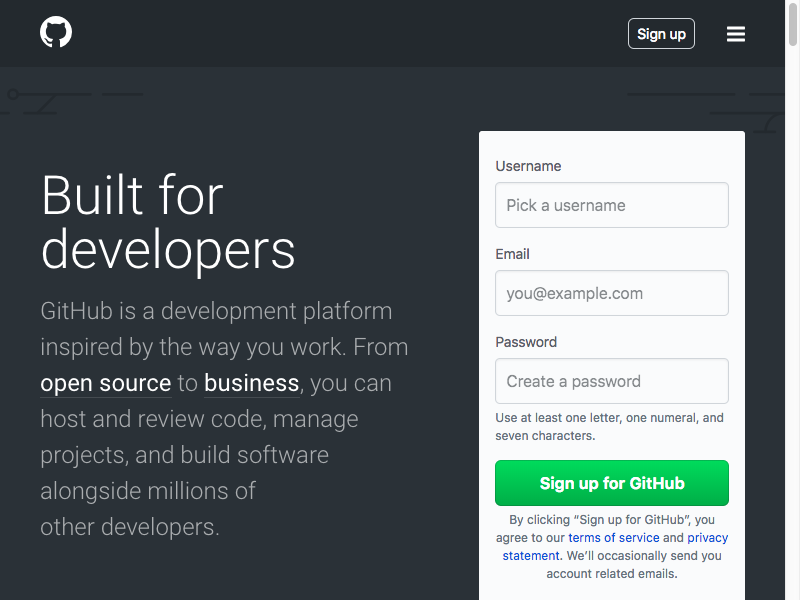 Sign up
Built for
developers
GitHub is a development platform
inspired by the way you work. From
open source to business, you can
host and review code, manage
projects, and build software
alongside millions of
other developers.
Username
Pick a username
Email
you@example.com
Password
Create a password
Use at least one letter, one numeral, and
seven characters.
Sign up for GitHub
By clicking “Sign up for GitHub”, you
agree to our terms of service and privacy
statement. We’ll occasionally send you
account related emails.